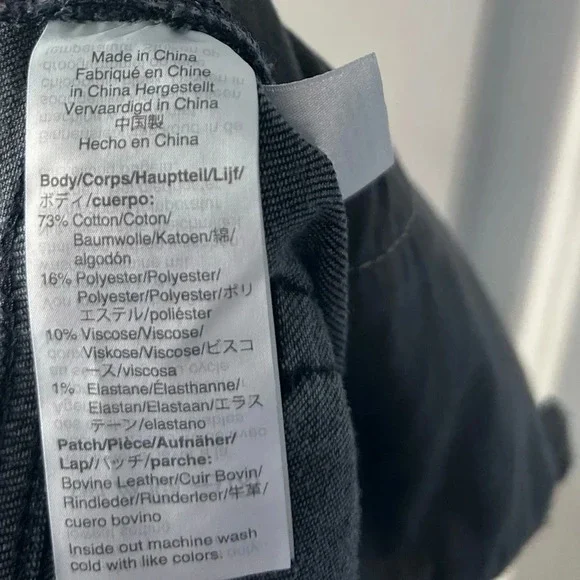 Made in China
Fabriqué en Chine
in China Hergestellt
Vervaardigd in China
中国製
Hecho en China
Body/Corps/Hauptteil/Lijf/
ボディ/cuerpo:
73% Cotton/Coton/
Baumwolle/Katoen/綿/
algodón
16% Polyester/Polyester/
Polyester/Polyester/ポリ
エステル/poliéster
10% Viscose/Viscose/
Viskose/Viscose/ビスコ
ース/viscosa
1% Elastane/Élasthanne/
Elastan/Elastaan/エラス
テーン/elastano
Patch/Pièce/Aufnäher/
Lap/パッチ/parche:
Bovine Leather/Cuir Bovin/
Rindleder/Runderleer/牛革/
cuero bovino
Inside out machine wash
cold with like colors.